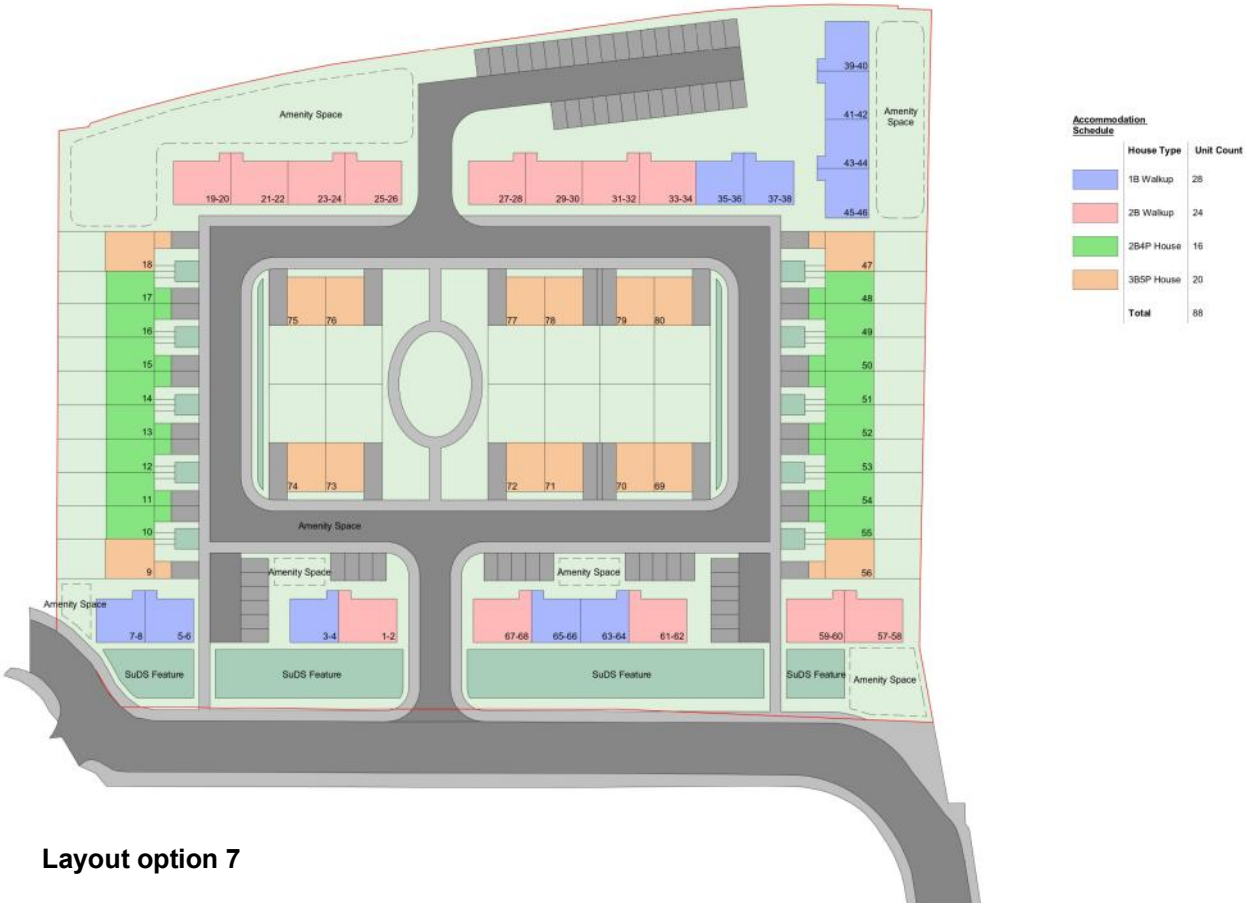 39-40
41-42
43-44
45-46
Amenity
Space
Amenity Space
19-20 21-22 23-24 25-26
27-28 29-30 31-32 33-34 35-36 37-38
18
17
16
15
14
13
12
11
10
9
75 76
77 78 79 80
74 73
72 71 70 69
47
48
49
50
51
52
53
54
55
56
Amenity Space
Amenity Space
Amenity Space
Amenity Space
7-8 5-6
3-4 1-2
67-68 65-66 63-64 61-62
59-60 57-58
SuDS Feature
SuDS Feature
SuDS Feature
SuDS Feature
Amenity Space
Accommodation
Schedule
House Type Unit Count
1B Walkup 28
2B Walkup 24
2B4P House 16
3B5P House 20
Total 88
Layout option 7